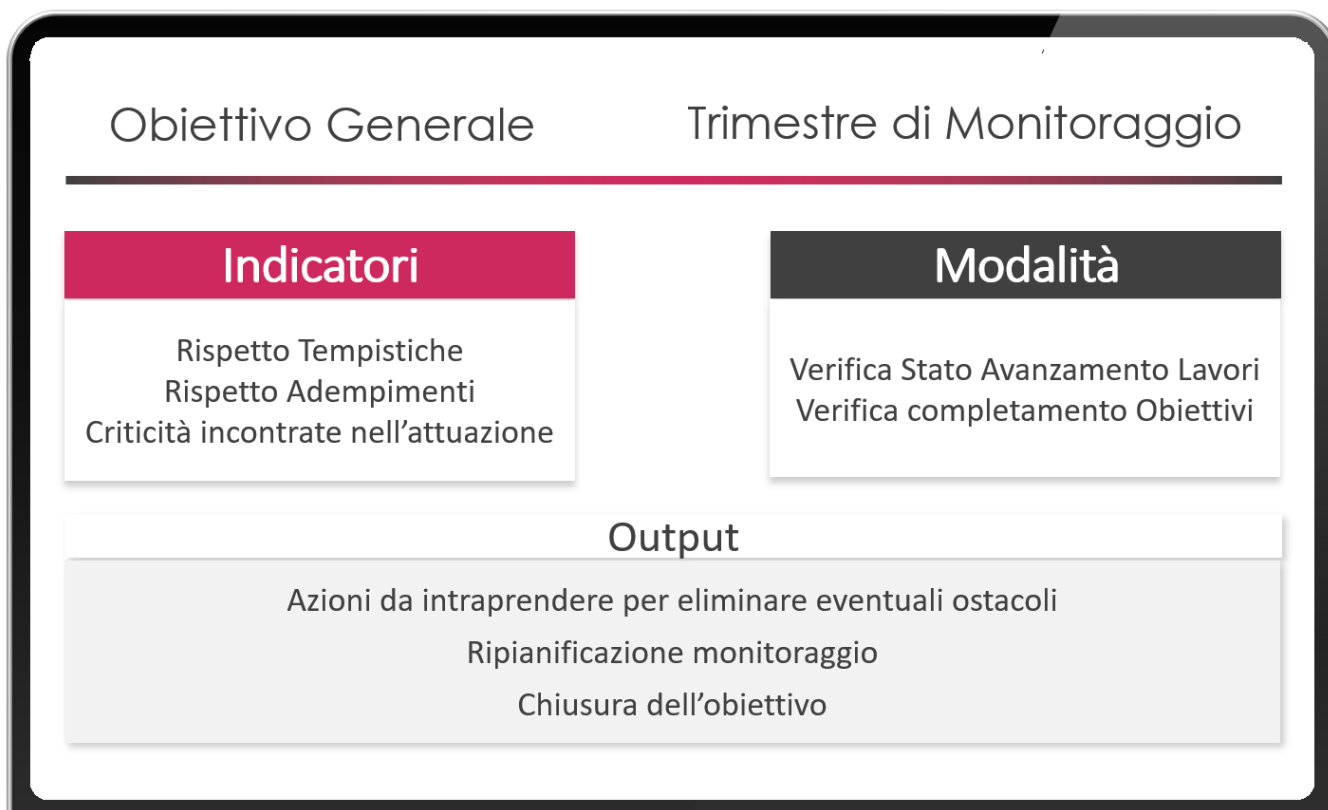 Obiettivo Generale
Trimestre di Monitoraggio
Indicatori
Rispetto Tempistiche
Rispetto Adempimenti
Criticità incontrate nell’attuazione
Modalità
Verifica Stato Avanzamento Lavori
Verifica completamento Obiettivi
Output
Azioni da intraprendere per eliminare eventuali ostacoli
Ripianificazione monitoraggio
Chiusura dell’obiettivo